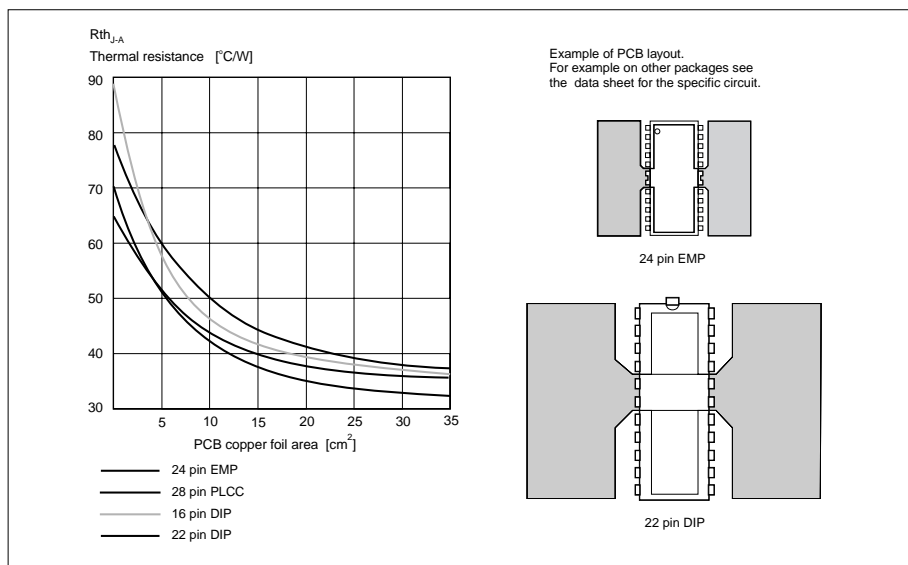 Rth J-A
Thermal resistance [°C/W]
90
80
70
60
50
40
30
5 10 15 20 25 30 35
PCB copper foil area [cm²]
24 pin EMP
28 pin PLCC
16 pin DIP
22 pin DIP
Example of PCB layout.
For example on other packages see
the data sheet for the specific circuit.
24 pin EMP
22 pin DIP